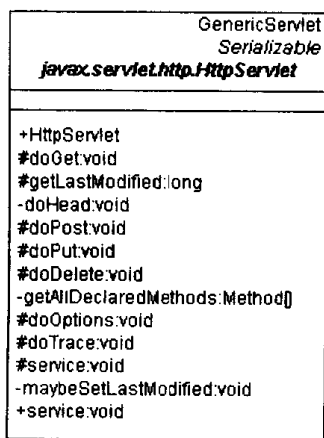 GenericServlet
Serializable
javax.servlet.http.HttpServlet
+HttpServlet
#doGet:void
#getLastModified:long
-doHead:void
#doPost:void
#doPut:void
#doDelete:void
-getAllDeclaredMethods:Method[]
#doOptions:void
#doTrace:void
#service:void
-maybeSetLastModified:void
+service:void